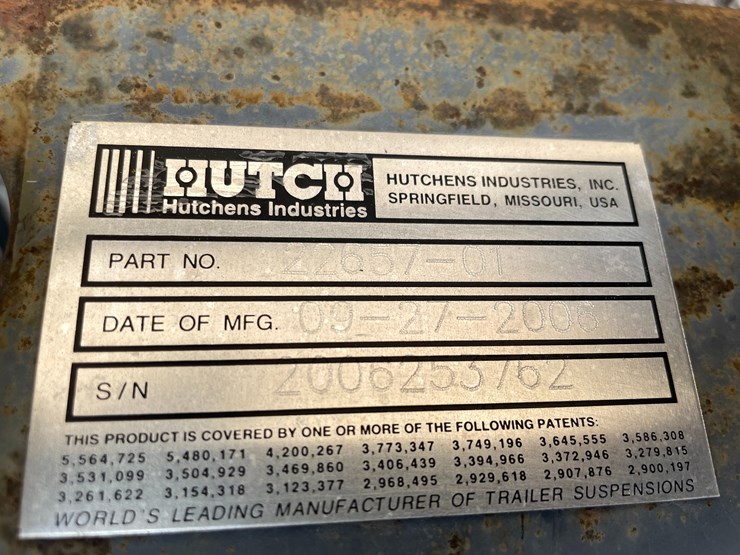 HUTCH
Hutchens Industries
HUTCHENS INDUSTRIES, INC.
SPRINGFIELD, MISSOURI, USA
PART NO. 22657-01
DATE OF MFG. 09-27-2006
S/N 2006253762
THIS PRODUCT IS COVERED BY ONE OR MORE OF THE FOLLOWING PATENTS:
5,564,725 5,480,171 4,200,267 3,773,347 3,749,196 3,645,555 3,586,308
3,531,099 3,504,929 3,469,860 3,406,439 3,394,966 3,372,946 3,279,815
3,261,622 3,154,318 3,123,377 2,968,495 2,929,618 2,907,876 2,900,197
WORLD'S LEADING MANUFACTURER OF TRAILER SUSPENSIONS